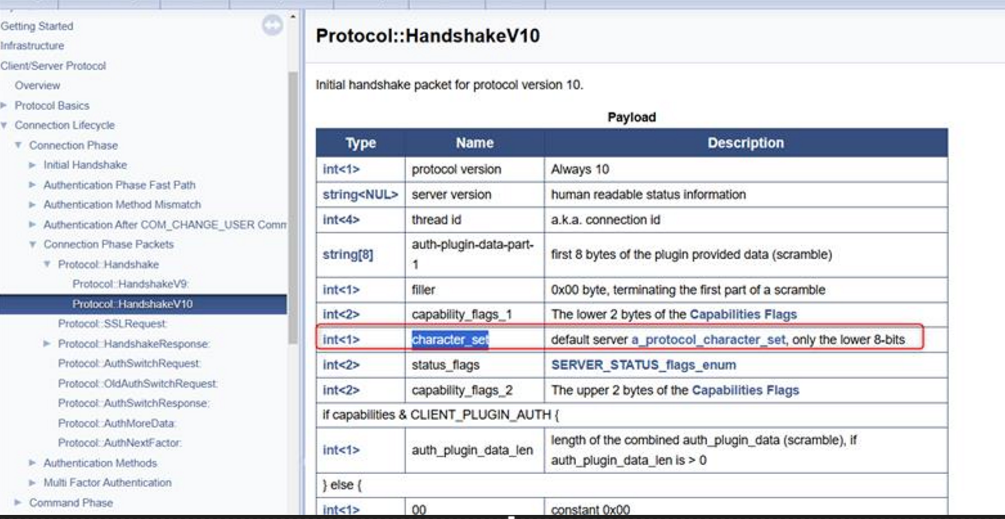 Getting Started
Infrastructure
Client/Server Protocol
Overview
Protocol Basics
Connection Lifecycle
Connection Phase
Initial Handshake
Authentication Phase Fast Path
Authentication Method Mismatch
Authentication After COM_CHANGE_USER Comm
Connection Phase Packets
Protocol::Handshake
Protocol::HandshakeV9:
Protocol::HandshakeV10
Protocol::SSLRequest:
Protocol::HandshakeResponse:
Protocol::AuthSwitchRequest:
Protocol::OldAuthSwitchRequest:
Protocol::AuthSwitchResponse:
Protocol::AuthMoreData:
Protocol::AuthNextFactor:
Authentication Methods
Multi Factor Authentication
Command Phase
Protocol::HandshakeV10
Initial handshake packet for protocol version 10.
Payload
Type Name Description
int<1> protocol version Always 10
string<NUL> server version human readable status information
int<4> thread id a.k.a. connection id
string[8] auth-plugin-data-part-
1 first 8 bytes of the plugin provided data (scramble)
int<1> filler 0x00 byte, terminating the first part of a scramble
int<2> capability_flags_1 The lower 2 bytes of the Capabilities Flags
int<1> character_set default server a_protocol_character_set, only the lower 8-bits
int<2> status_flags SERVER_STATUS_flags_enum
int<2> capability_flags_2 The upper 2 bytes of the Capabilities Flags
if capabilities & CLIENT_PLUGIN_AUTH {
int<1> auth_plugin_data_len length of the combined auth_plugin_data (scramble), if
auth_plugin_data_len is > 0
} else {
int<1> 00 constant 0x00